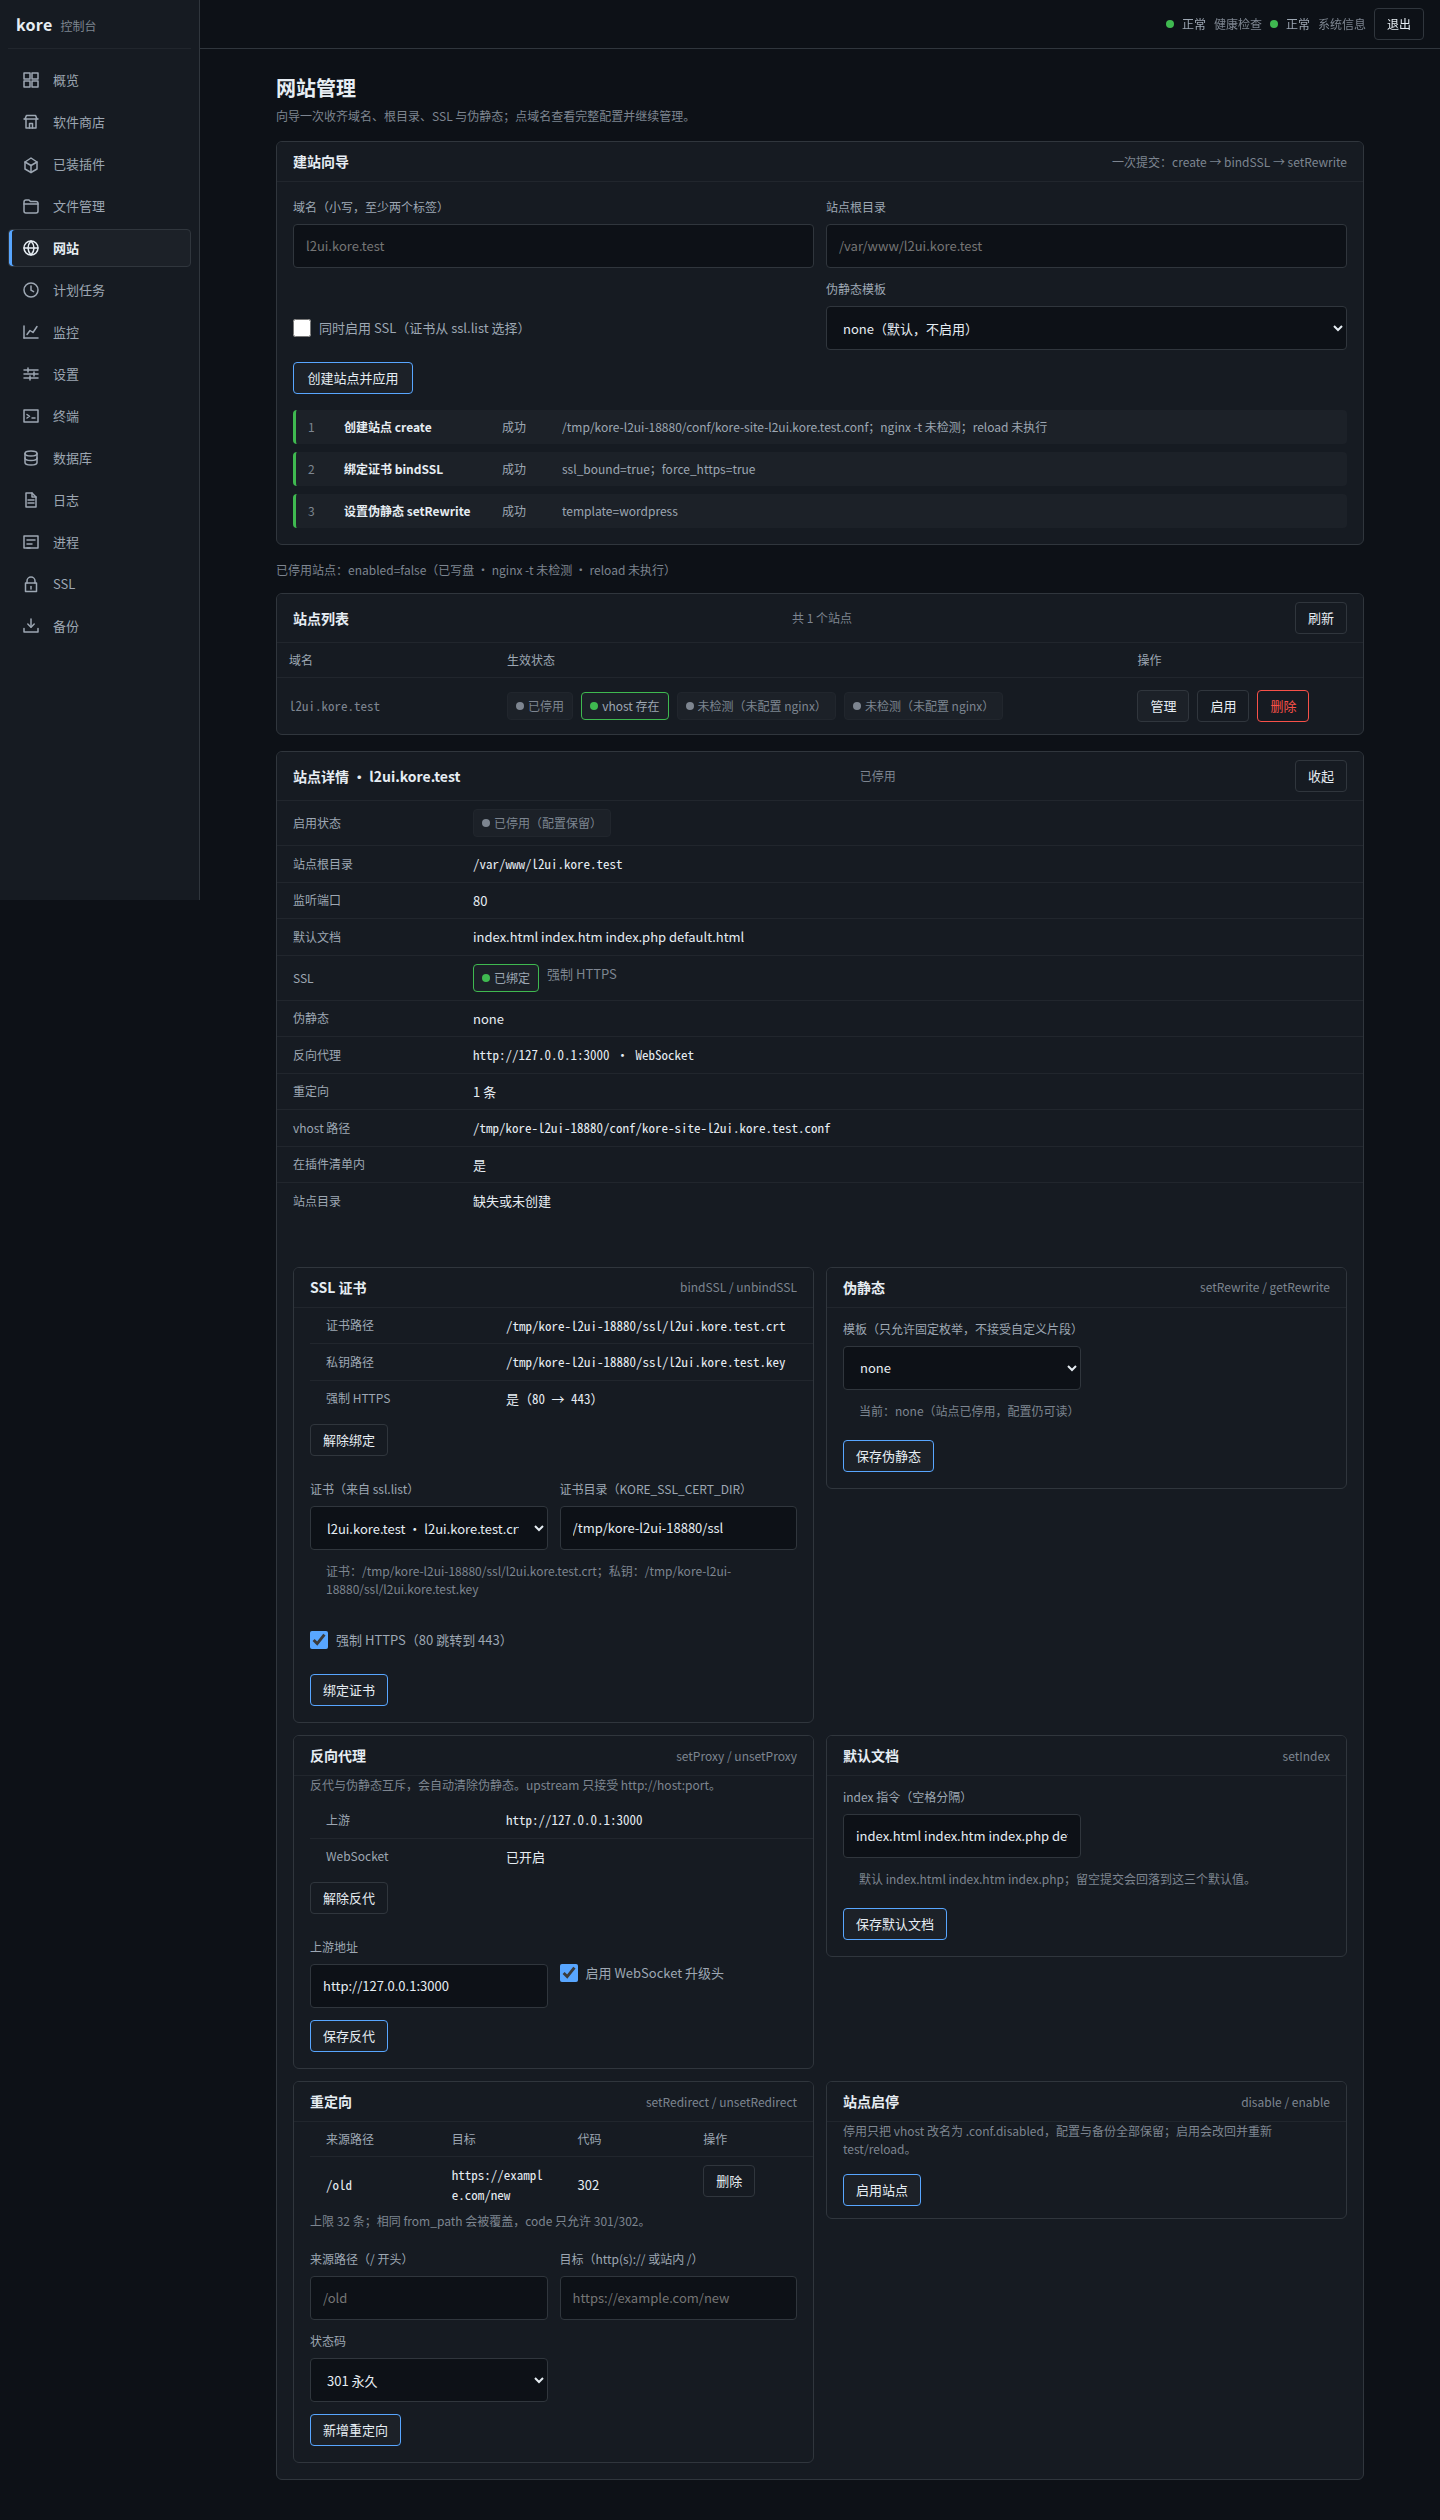 kore 控制台
正常 健康检查 正常 系统信息 退出
概览
软件商店
已装插件
文件管理
网站
计划任务
监控
设置
终端
数据库
日志
进程
SSL
备份
网站管理
向导一次收齐域名、根目录、SSL 与伪静态；点域名查看完整配置并继续管理。
建站向导 一次提交：create → bindSSL → setRewrite
域名（小写，至少两个标签） 站点根目录
l2ui.kore.test /var/www/l2ui.kore.test
伪静态模板
同时启用 SSL（证书从 ssl.list 选择） none（默认，不启用）
创建站点并应用
1 创建站点 create 成功 /tmp/kore-l2ui-18880/conf/kore-site-l2ui.kore.test.conf；nginx -t 未检测；reload 未执行
2 绑定证书 bindSSL 成功 ssl_bound=true；force_https=true
3 设置伪静态 setRewrite 成功 template=wordpress
已停用站点：enabled=false（已写盘 · nginx -t 未检测 · reload 未执行）
站点列表 共 1 个站点 刷新
域名 生效状态 操作
l2ui.kore.test 已停用 vhost 存在 未检测（未配置 nginx） 未检测（未配置 nginx） 管理 启用 删除
站点详情 · l2ui.kore.test 已停用 收起
启用状态 已停用（配置保留）
站点根目录 /var/www/l2ui.kore.test
监听端口 80
默认文档 index.html index.htm index.php default.html
SSL 已绑定 强制 HTTPS
伪静态 none
反向代理 http://127.0.0.1:3000 · WebSocket
重定向 1 条
vhost 路径 /tmp/kore-l2ui-18880/conf/kore-site-l2ui.kore.test.conf
在插件清单内 是
站点目录 缺失或未创建
SSL 证书 bindSSL / unbindSSL
证书路径 /tmp/kore-l2ui-18880/ssl/l2ui.kore.test.crt
私钥路径 /tmp/kore-l2ui-18880/ssl/l2ui.kore.test.key
强制 HTTPS 是（80 → 443）
解除绑定
证书（来自 ssl.list） 证书目录（KORE_SSL_CERT_DIR）
l2ui.kore.test · l2ui.kore.test.cr /tmp/kore-l2ui-18880/ssl
证书：/tmp/kore-l2ui-18880/ssl/l2ui.kore.test.crt；私钥：/tmp/kore-l2ui-
18880/ssl/l2ui.kore.test.key
强制 HTTPS（80 跳转到 443）
绑定证书
伪静态 setRewrite / getRewrite
模板（只允许固定枚举，不接受自定义片段）
none
当前：none（站点已停用，配置仍可读）
保存伪静态
反向代理 setProxy / unsetProxy
反代与伪静态互斥，会自动清除伪静态。upstream 只接受 http://host:port。
上游 http://127.0.0.1:3000
WebSocket 已开启
解除反代
上游地址
http://127.0.0.1:3000 启用 WebSocket 升级头
保存反代
默认文档 setIndex
index 指令（空格分隔）
index.html index.htm index.php de
默认 index.html index.htm index.php；留空提交会回落到这三个默认值。
保存默认文档
重定向 setRedirect / unsetRedirect
来源路径 目标 代码 操作
/old https://exampl
e.com/new 302 删除
上限 32 条；相同 from_path 会被覆盖，code 只允许 301/302。
来源路径（/ 开头） 目标（http(s):// 或站内 /）
/old https://example.com/new
状态码
301 永久
新增重定向
站点启停 disable / enable
停用只把 vhost 改名为 .conf.disabled，配置与备份全部保留；启用会改回并重新
test/reload。
启用站点